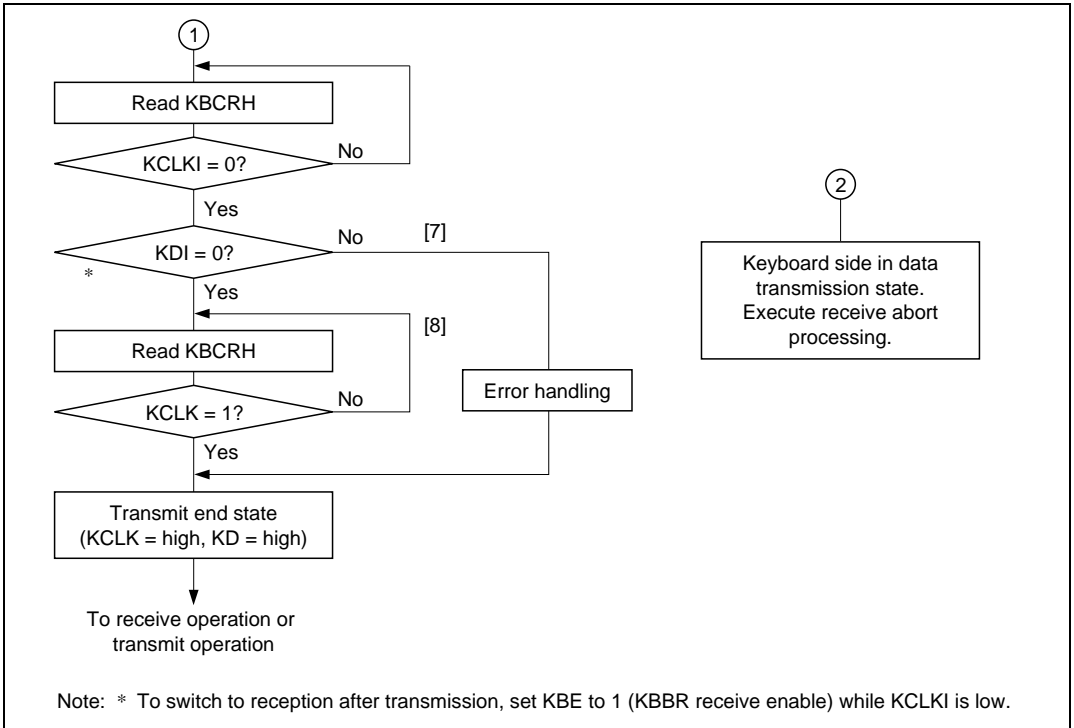 1
Read KBCRH
KCLKI = 0?
No
Yes
KDI = 0?
No
[7]
*
Yes
[8]
Read KBCRH
KCLK = 1?
No
Error handling
Yes
Transmit end state
(KCLK = high, KD = high)
To receive operation or
transmit operation
2
Keyboard side in data
transmission state.
Execute receive abort
processing.
Note: * To switch to reception after transmission, set KBE to 1 (KBBR receive enable) while KCLKI is low.